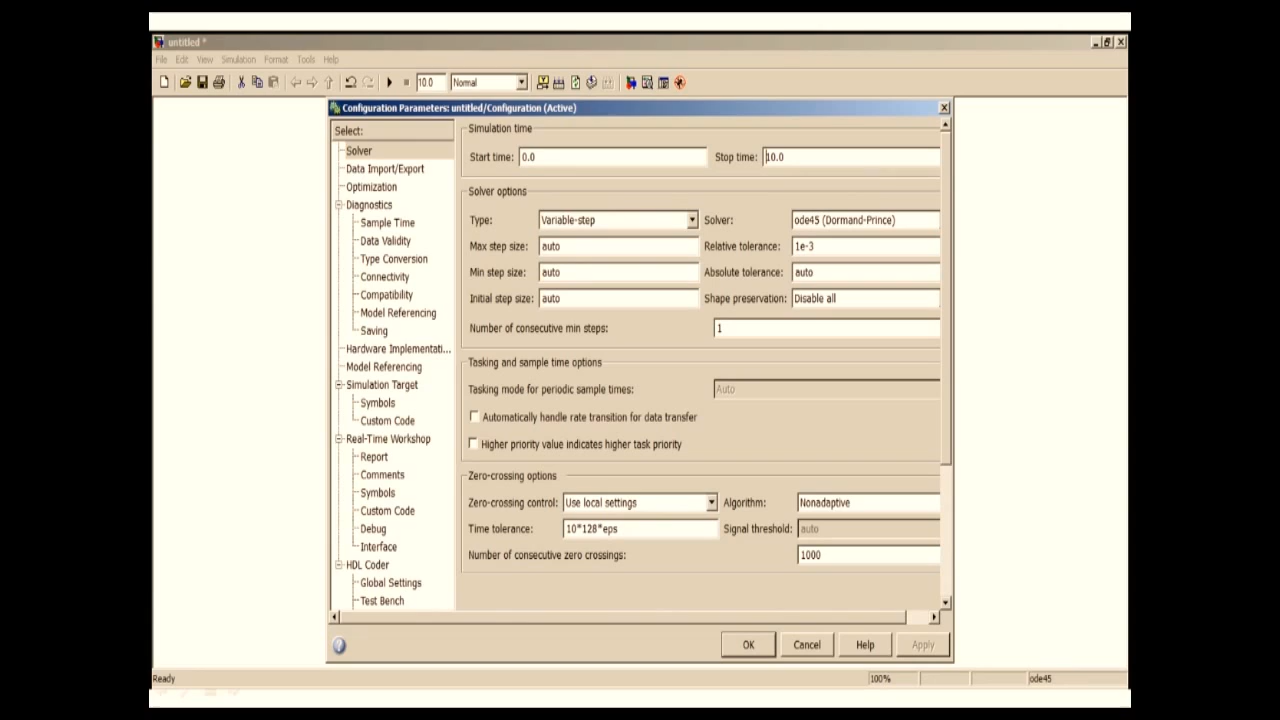 untitled *
File Edit View Simulation Format Tools Help
10.0 Normal
Configuration Parameters: untitled/Configuration (Active)
Select:
Solver
Data Import/Export
Optimization
Diagnostics
Sample Time
Data Validity
Type Conversion
Connectivity
Compatibility
Model Referencing
Saving
Hardware Implementati...
Model Referencing
Simulation Target
Symbols
Custom Code
Real-Time Workshop
Report
Comments
Symbols
Custom Code
Debug
Interface
HDL Coder
Global Settings
Test Bench
Simulation time
Start time: 0.0 Stop time: 10.0
Solver options
Type: Variable-step Solver: ode45 (Dormand-Prince)
Max step size: auto Relative tolerance: 1e-3
Min step size: auto Absolute tolerance: auto
Initial step size: auto Shape preservation: Disable all
Number of consecutive min steps: 1
Tasking and sample time options
Tasking mode for periodic sample times: Auto
Automatically handle rate transition for data transfer
Higher priority value indicates higher task priority
Zero-crossing options
Zero-crossing control: Use local settings Algorithm: Nonadaptive
Time tolerance: 10*128*eps Signal threshold: auto
Number of consecutive zero crossings: 1000
OK Cancel Help Apply
Ready 100% ode45